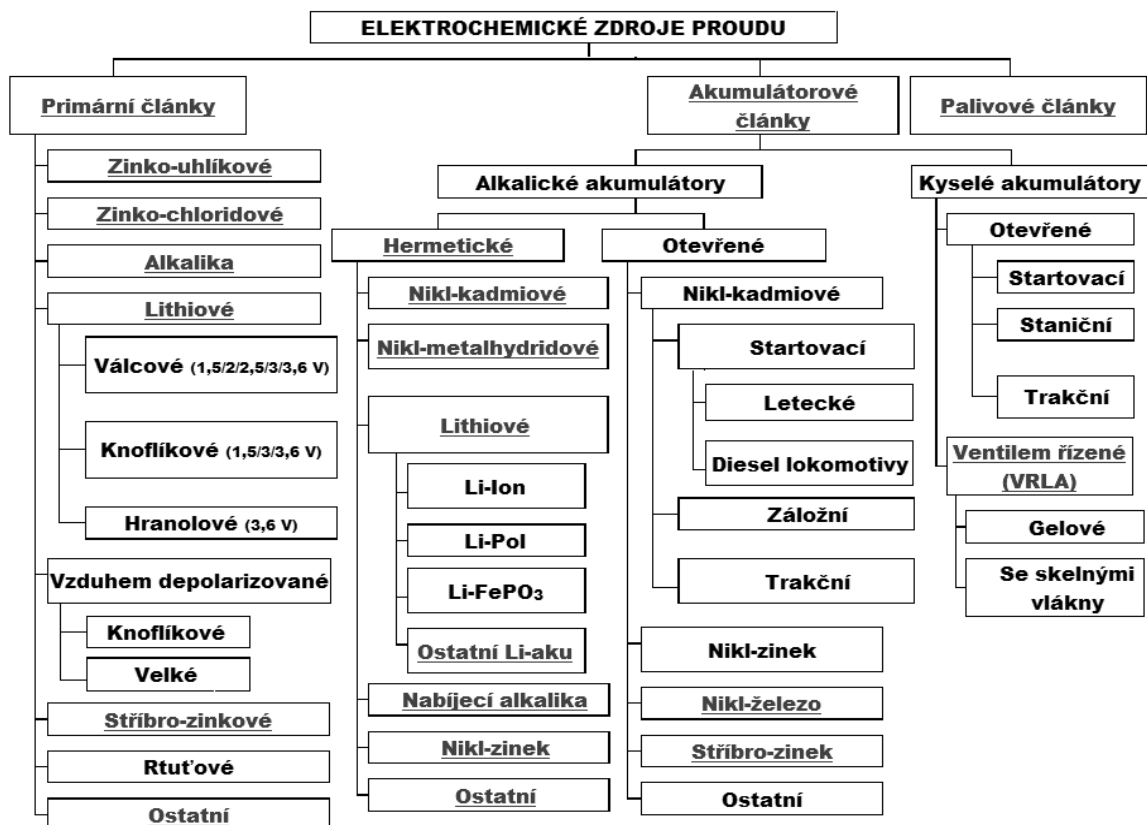 ELEKTROCHEMICKÉ ZDROJE PROUDU
Primární články
Akumulátorové
články
Palivové články
Zinko-uhlíkové
Zinko-chloridové
Alkalika
Lithiové
Válcové (1,5/2/2,5/3/3,6 V)
Knoflíkové (1,5/3/3,6 V)
Hranolové (3,6 V)
Vzduhem depolarizované
Knoflíkové
Velké
Stříbro-zinkové
Rtuťové
Ostatní
Alkalické akumulátory
Hermetické
Nikl-kadmiové
Nikl-metalhydridové
Lithiové
Li-Ion
Li-Pol
Li-FePO₃
Ostatní Li-aku
Nabíjecí alkalika
Nikl-zinek
Ostatní
Otevřené
Nikl-kadmiové
Startovací
Letecké
Diesel lokomotivy
Záložní
Trakční
Nikl-zinek
Nikl-železo
Stříbro-zinek
Ostatní
Kyselé akumulátory
Otevřené
Startovací
Staniční
Trakční
Ventilem řízené
(VRLA)
Gelové
Se skelnými
vlákny